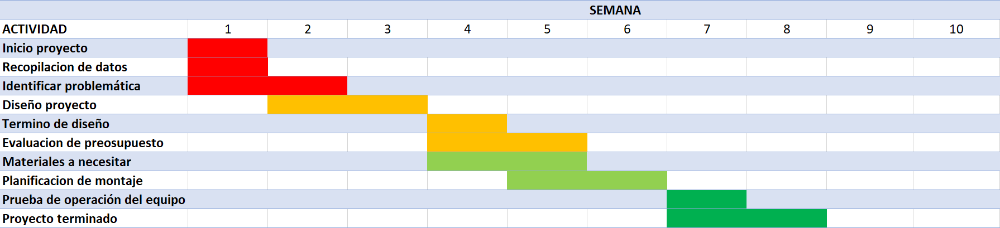 SEMANA
ACTIVIDAD 1 2 3 4 5 6 7 8 9 10
Inicio proyecto
Recopilacion de datos
Identificar problemática
Diseño proyecto
Termino de diseño
Evaluacion de preosupuesto
Materiales a necesitar
Planificacion de montaje
Prueba de operación del equipo
Proyecto terminado